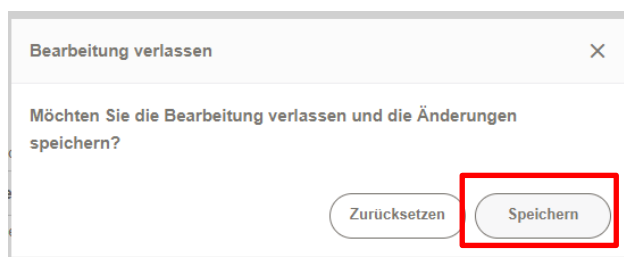 Bearbeitung verlassen
Möchten Sie die Bearbeitung verlassen und die Änderungen
speichern?
Zurücksetzen Speichern